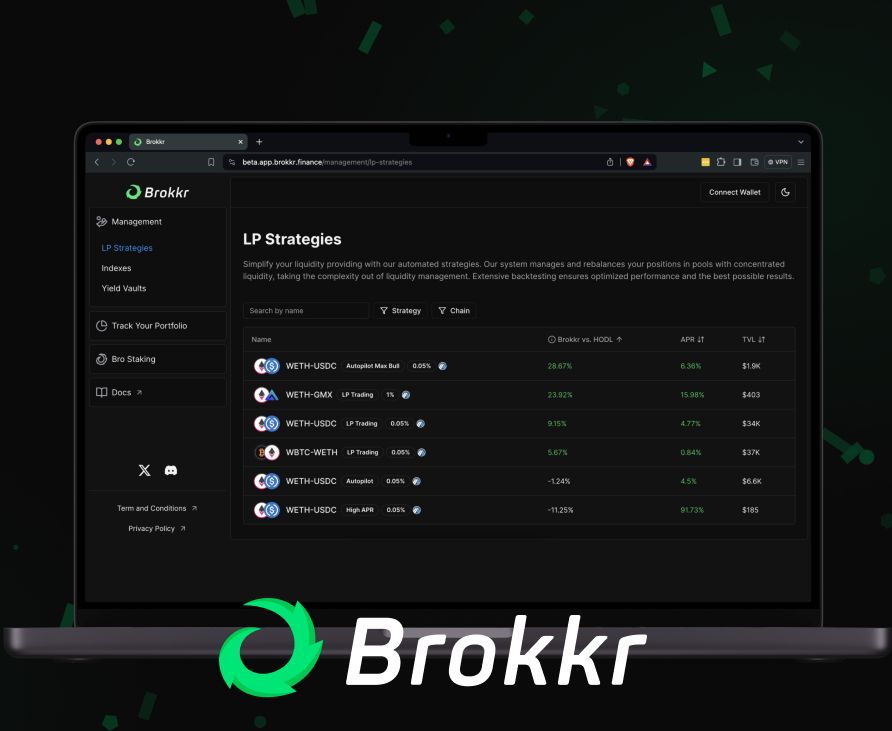 Brokkr
beta.app.brokkr.finance/management/lp-strategies
VPN
Brokkr
Connect Wallet
Management
LP Strategies
Indexes
Yield Vaults
Track Your Portfolio
Bro Staking
Docs
Term and Conditions
Privacy Policy
LP Strategies
Simplify your liquidity providing with our automated strategies. Our system manages and rebalances your positions in pools with concentrated
liquidity, taking the complexity out of liquidity management. Extensive backtesting ensures optimized performance and the best possible results.
Search by name Strategy Chain
Name Brokkr vs. HODL ↑ APR ↓↑ TVL ↓↑
WETH-USDC Autopilot Max Bull 0.05% 28.67% 6.36% $1.9K
WETH-GMX LP Trading 1% 23.92% 15.98% $403
WETH-USDC LP Trading 0.05% 9.15% 4.77% $34K
WBTC-WETH LP Trading 0.05% 5.67% 0.84% $37K
WETH-USDC Autopilot 0.05% -1.24% 4.5% $6.6K
WETH-USDC High APR 0.05% -11.25% 91.73% $185
Brokkr